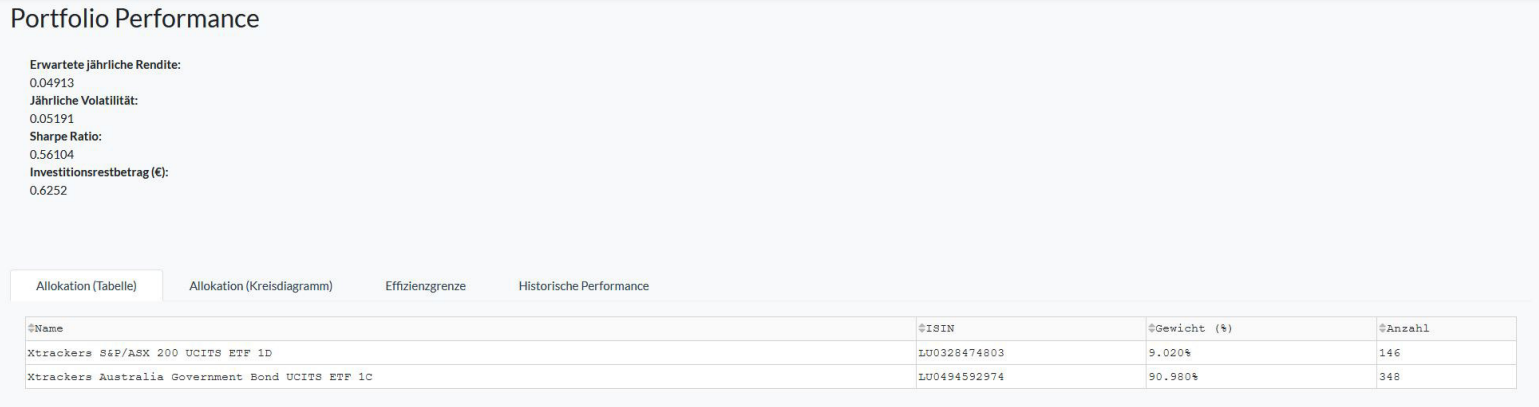 Portfolio Performance
Erwartete jährliche Rendite:
0.04913
Jährliche Volatilität:
0.05191
Sharpe Ratio:
0.56104
Investitionsrestbetrag (€):
0.6252
Allokation (Tabelle) Allokation (Kreisdiagramm) Effizienzgrenze Historische Performance
Name ISIN Gewicht (%) Anzahl
Xtrackers S&P/ASX 200 UCITS ETF 1D LU0328474803 9.020% 146
Xtrackers Australia Government Bond UCITS ETF 1C LU0494592974 90.980% 348